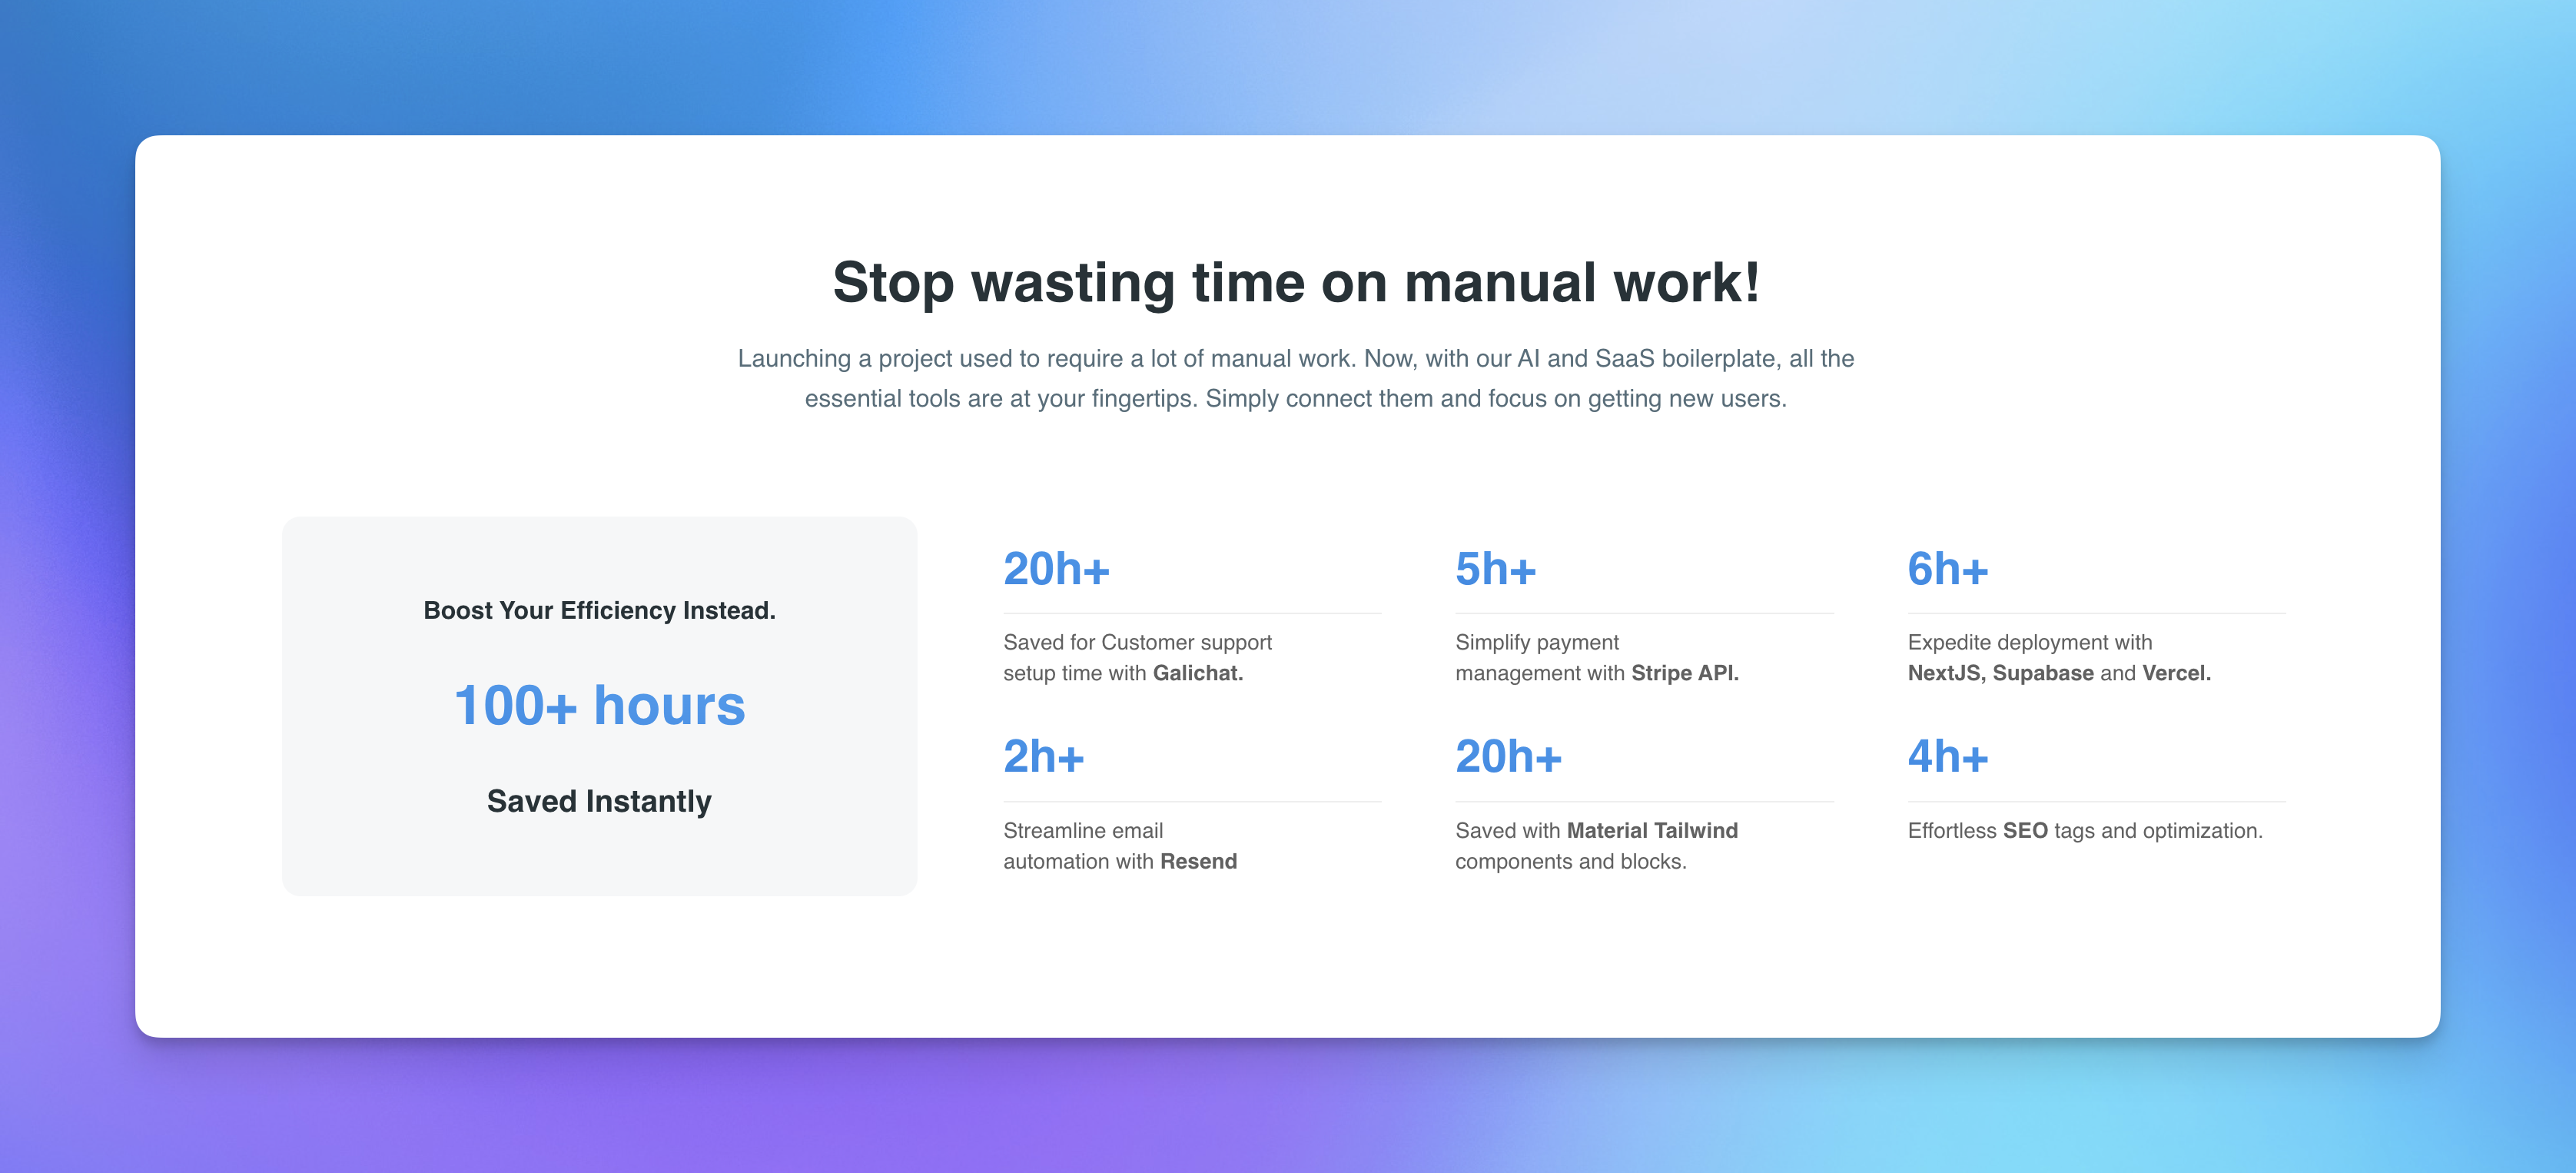 Stop wasting time on manual work!
Launching a project used to require a lot of manual work. Now, with our AI and SaaS boilerplate, all the
essential tools are at your fingertips. Simply connect them and focus on getting new users.
Boost Your Efficiency Instead.
100+ hours
Saved Instantly
20h+
Saved for Customer support
setup time with Galichat.
5h+
Simplify payment
management with Stripe API.
6h+
Expedite deployment with
NextJS, Supabase and Vercel.
2h+
Streamline email
automation with Resend
20h+
Saved with Material Tailwind
components and blocks.
4h+
Effortless SEO tags and optimization.